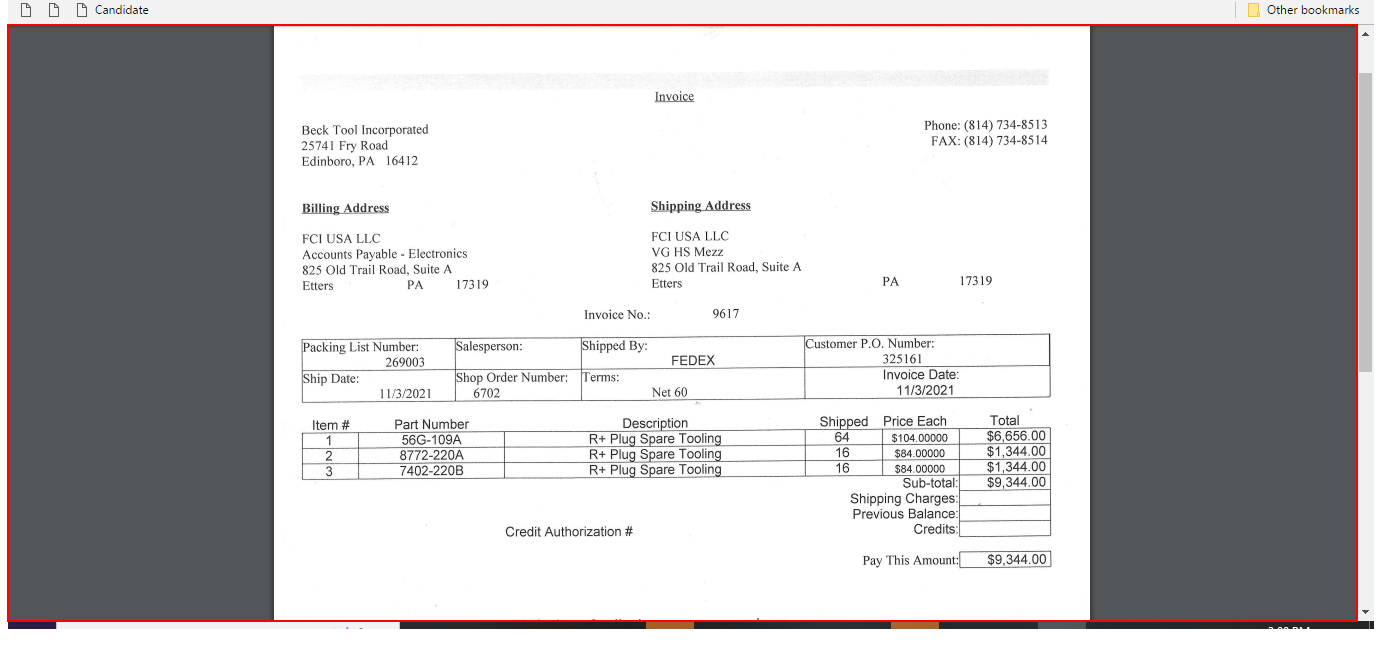 Candidate
Other bookmarks
Invoice
Beck Tool Incorporated
25741 Fry Road
Edinboro, PA 16412
Phone: (814) 734-8513
FAX: (814) 734-8514
Billing Address
FCI USA LLC
Accounts Payable - Electronics
825 Old Trail Road, Suite A
Etters PA 17319
Shipping Address
FCI USA LLC
VG HS Mezz
825 Old Trail Road, Suite A
Etters PA 17319
Invoice No.: 9617
Packing List Number: Salesperson: Shipped By: Customer P.O. Number:
269003 FEDEX 325161
Ship Date: Shop Order Number: Terms: Invoice Date:
11/3/2021 6702 Net 60 11/3/2021
Item # Part Number Description Shipped Price Each Total
1 56G-109A R+ Plug Spare Tooling 64 $104.00000 $6,656.00
2 8772-220A R+ Plug Spare Tooling 16 $84.00000 $1,344.00
3 7402-220B R+ Plug Spare Tooling 16 $84.00000 $1,344.00
Sub-total: $9,344.00
Shipping Charges:
Previous Balance:
Credits:
Credit Authorization #
Pay This Amount: $9,344.00